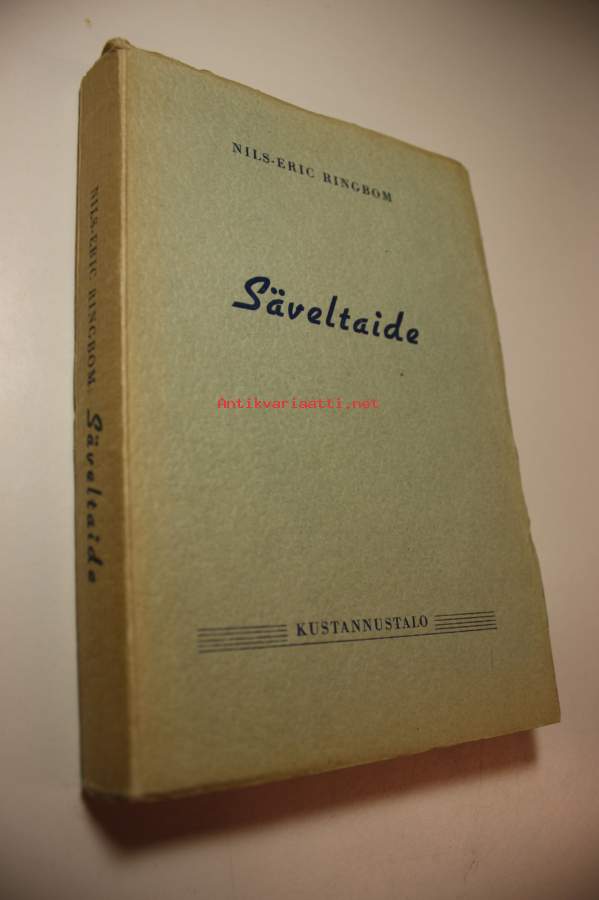 NILS-ERIC RINGBOM
Säveltaide
Antikvariaatti.net
KUSTANNUSTALO
NILS-ERIC RINGBOM: Säveltaide